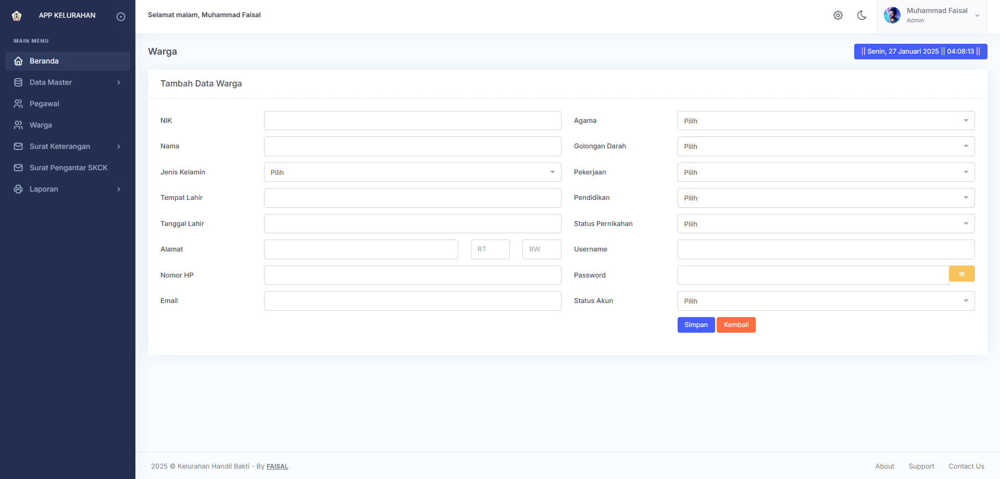 APP KELURAHAN
Selamat malam, Muhammad Faisal
Muhammad Faisal
Admin
MAIN MENU
Beranda
Data Master
Pegawai
Warga
Surat Keterangan
Surat Pengantar SKCK
Laporan
Warga
|| Senin, 27 Januari 2025 || 04:08:13 ||
Tambah Data Warga
NIK
Nama
Jenis Kelamin Pilih
Tempat Lahir
Tanggal Lahir
Alamat RT RW
Nomor HP
Email
Agama Pilih
Golongan Darah Pilih
Pekerjaan Pilih
Pendidikan Pilih
Status Pernikahan Pilih
Username
Password
Status Akun Pilih
Simpan Kembali
2025 © Kelurahan Handil Bakti - By FAISAL
About Support Contact Us